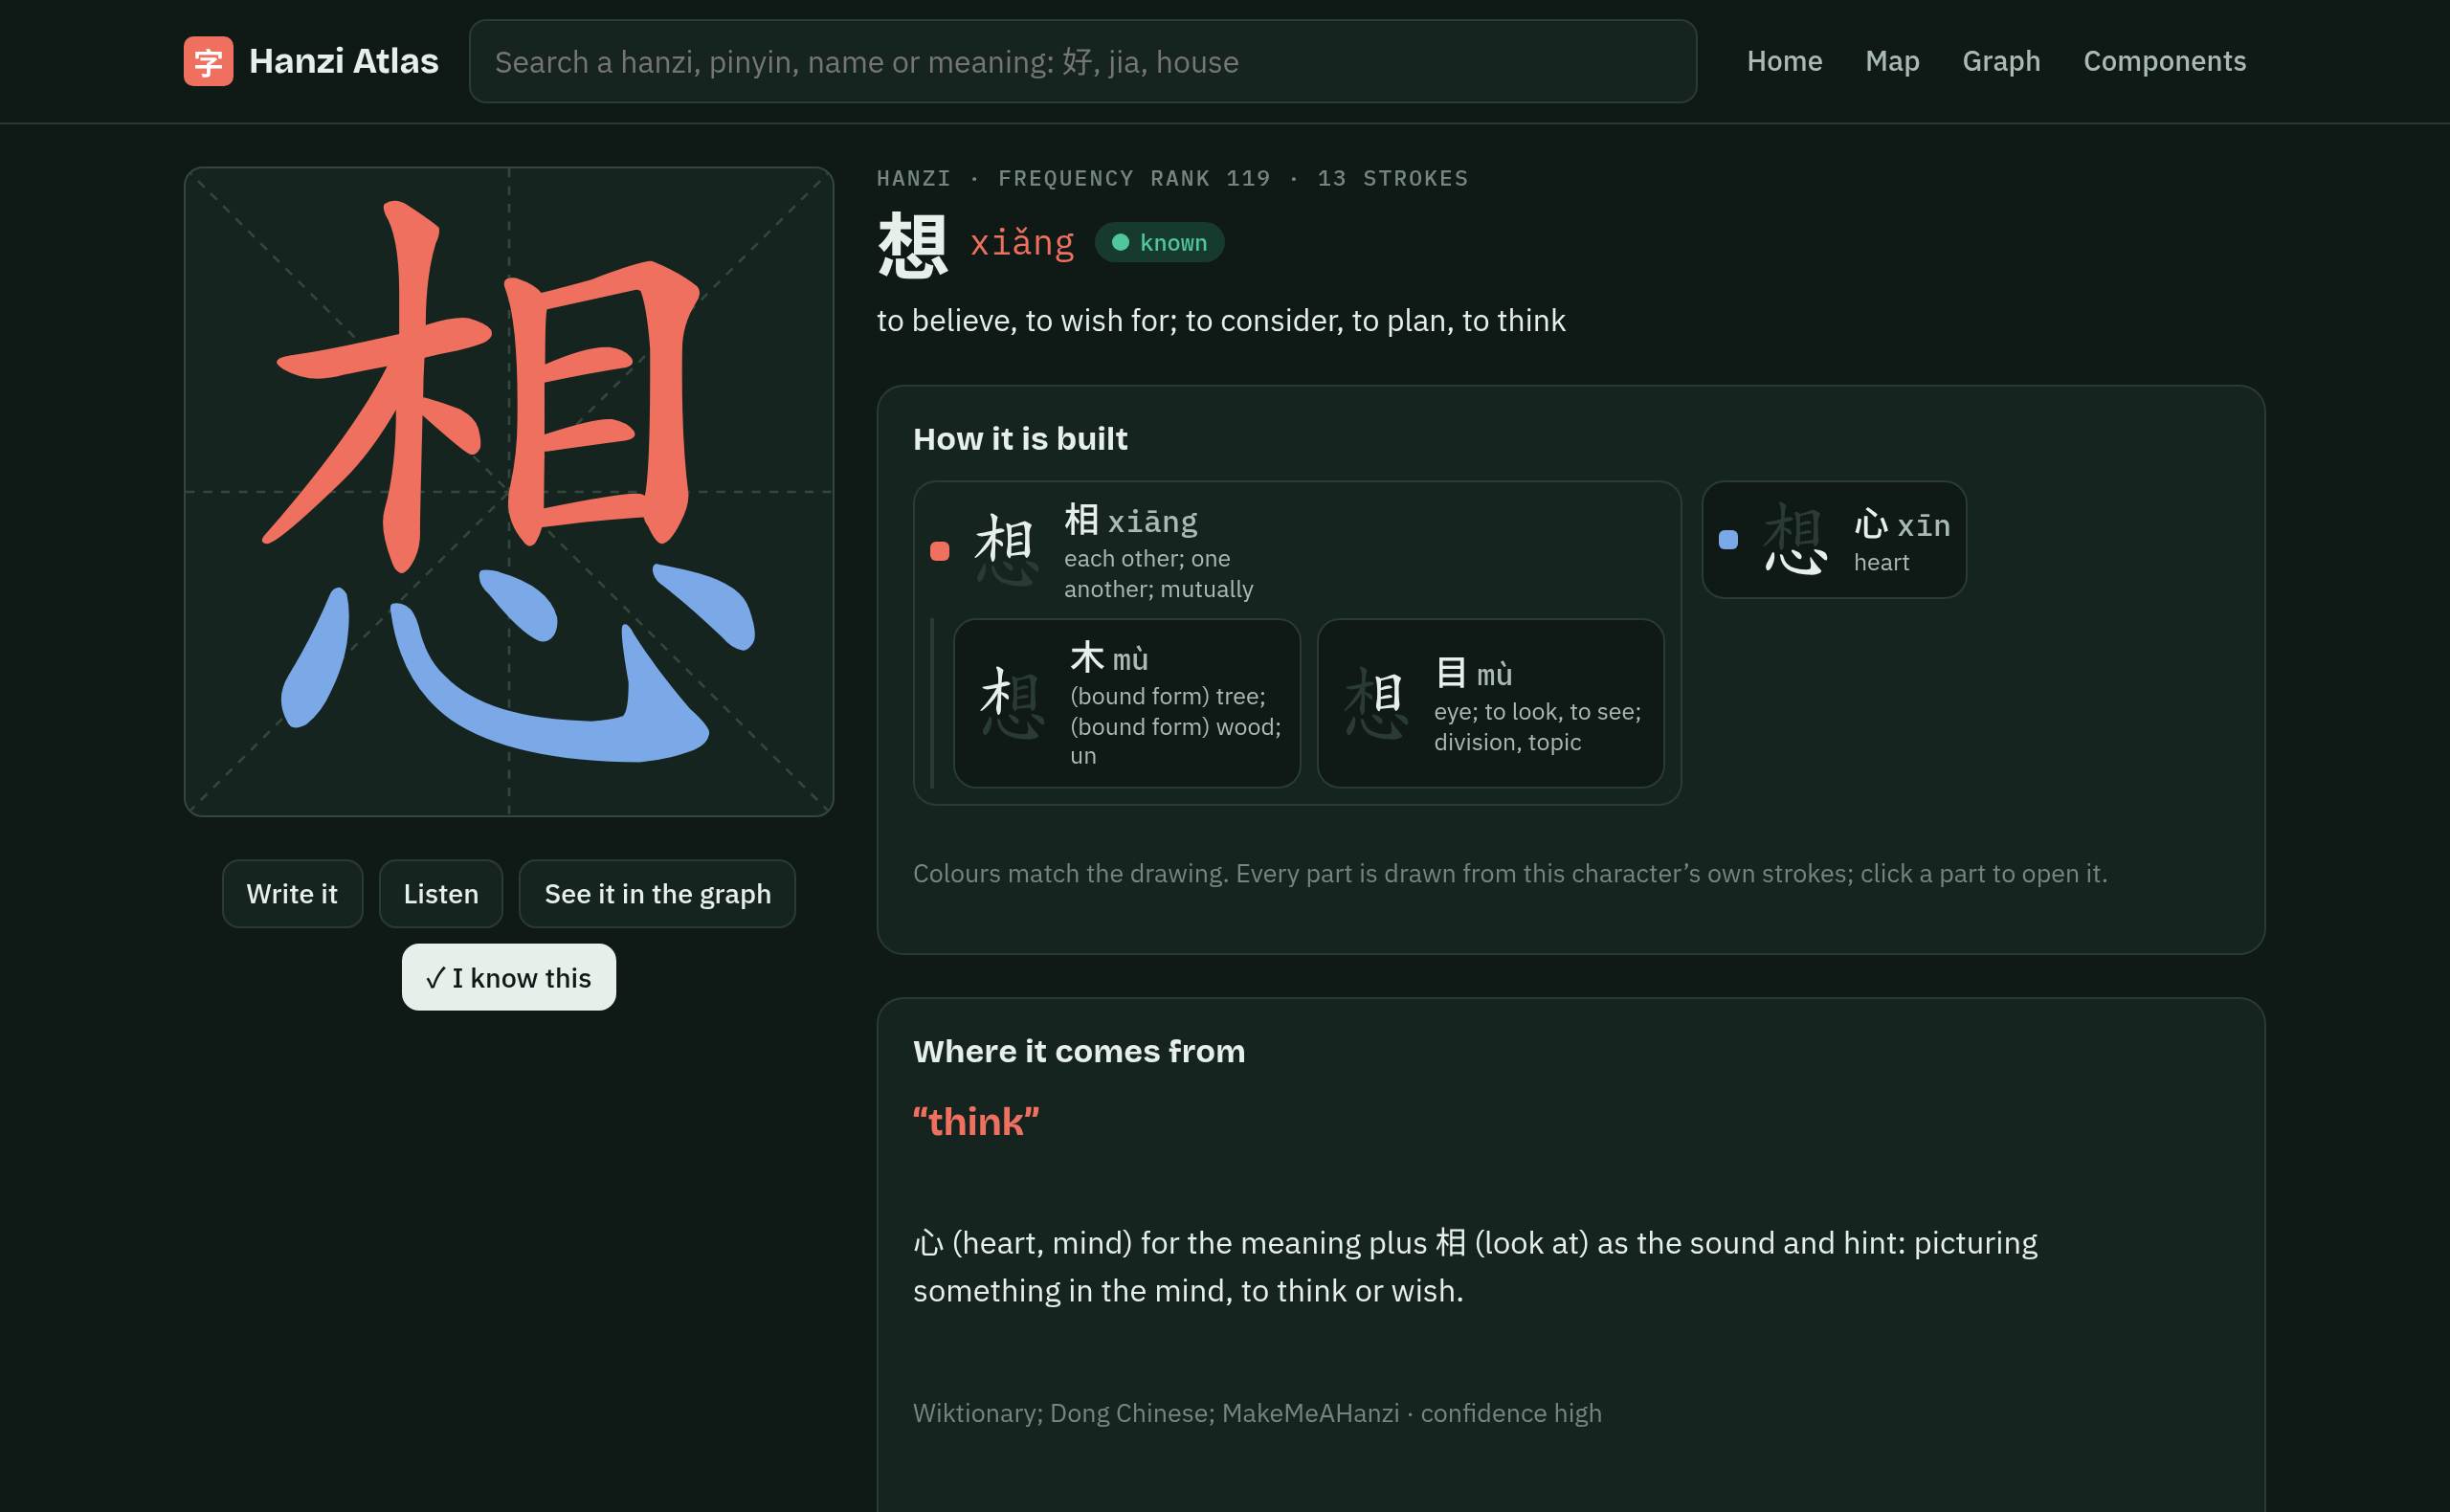 字 Hanzi Atlas
Search a hanzi, pinyin, name or meaning: 好, jia, house
Home Map Graph Components
想
HANZI · FREQUENCY RANK 119 · 13 STROKES
想 xiǎng known
to believe, to wish for; to consider, to plan, to think
How it is built
想 相 xiāng
each other; one
another; mutually
想 心 xīn
heart
想 木 mù
(bound form) tree;
(bound form) wood;
un
想 目 mù
eye; to look, to see;
division, topic
Colours match the drawing. Every part is drawn from this character’s own strokes; click a part to open it.
Write it Listen See it in the graph
✓ I know this
Where it comes from
“think”
心 (heart, mind) for the meaning plus 相 (look at) as the sound and hint: picturing
something in the mind, to think or wish.
Wiktionary; Dong Chinese; MakeMeAHanzi · confidence high